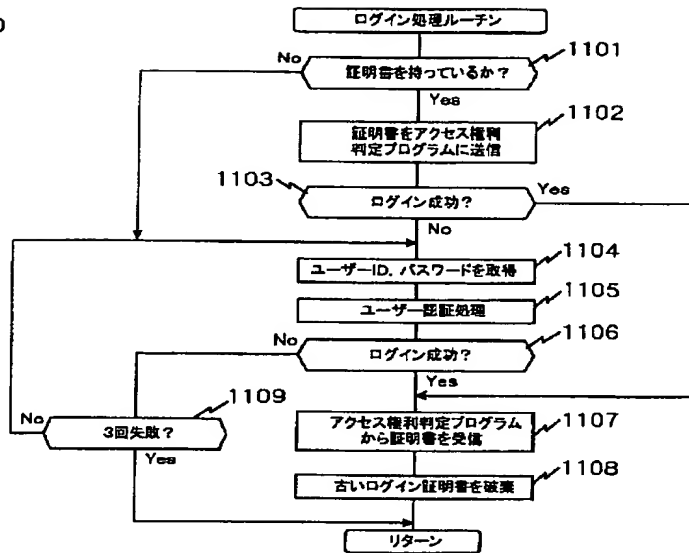 ログイン処理ルーチン
1101
No
証明書を持っているか？
Yes
1102
証明書をアクセス権利
判定プログラムに送信
1103
Yes
ログイン成功？
No
1104
ユーザーID, パスワードを取得
1105
ユーザー認証処理
1106
No
ログイン成功？
Yes
1109
No
3回失敗？
Yes
1107
アクセス権利判定プログラム
から証明書を受信
1108
古いログイン証明書を破棄
リターン